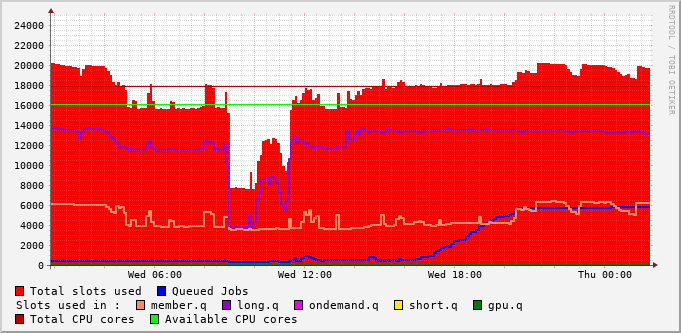 24000
22000
20000
18000
16000
14000
12000
10000
8000
6000
4000
2000
0
Wed 06:00 Wed 12:00 Wed 18:00 Thu 00:00
Total slots used Queued Jobs
Slots used in : member.q long.q ondemand.q short.q gpu.q
Total CPU cores Available CPU cores
RRDTOOL / TOBI OETIKER